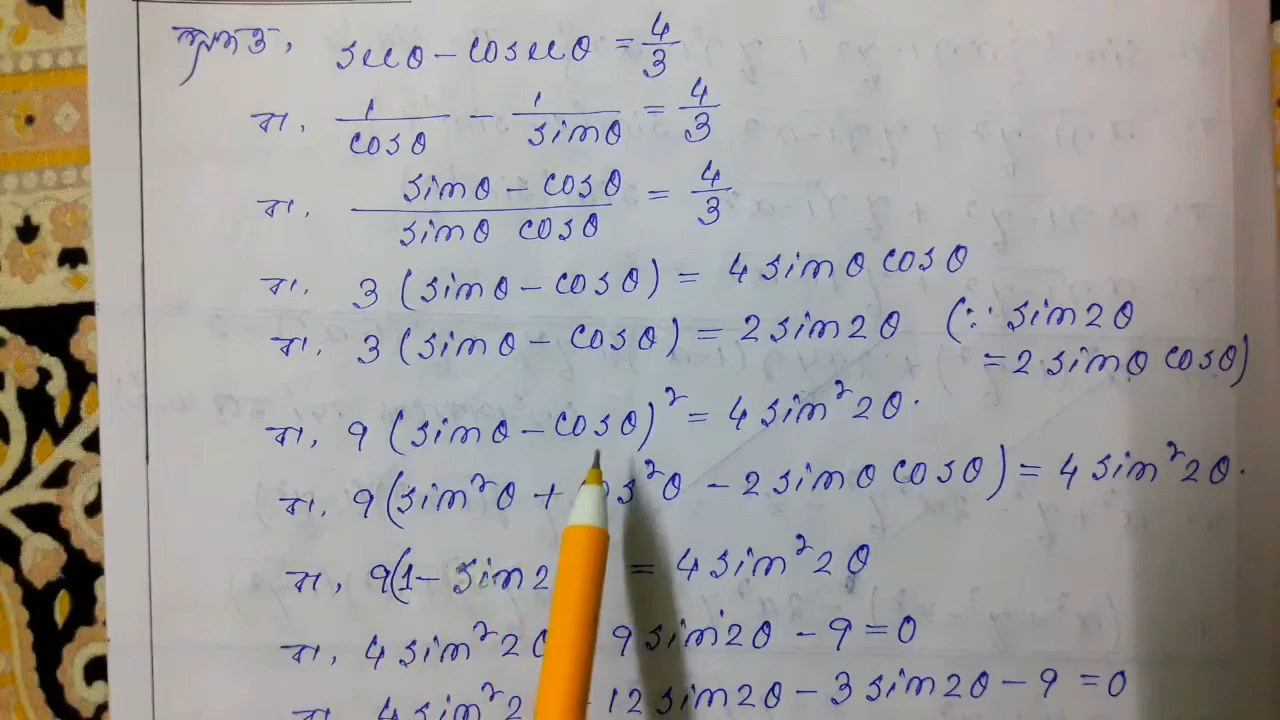 প্রদত্ত, secθ - cosecθ = 4/3
বা, 1/cosθ - 1/sinθ = 4/3
বা, (sinθ - cosθ)/(sinθ cosθ) = 4/3
বা, 3 (sinθ - cosθ) = 4 sinθ cosθ
বা, 3 (sinθ - cosθ) = 2 sin2θ (∵ sin2θ
= 2 sinθ cosθ)
বা, 9 (sinθ - cosθ)² = 4 sin²2θ.
বা, 9 (sin²θ + cos²θ - 2 sinθ cosθ) = 4 sin²2θ.
বা, 9(1 - sin2 = 4 sin²2θ
বা, 4 sin²2θ 9 sin2θ - 9 = 0
বা, 4 sin²2 12 sin2θ - 3 sin2θ - 9 = 0